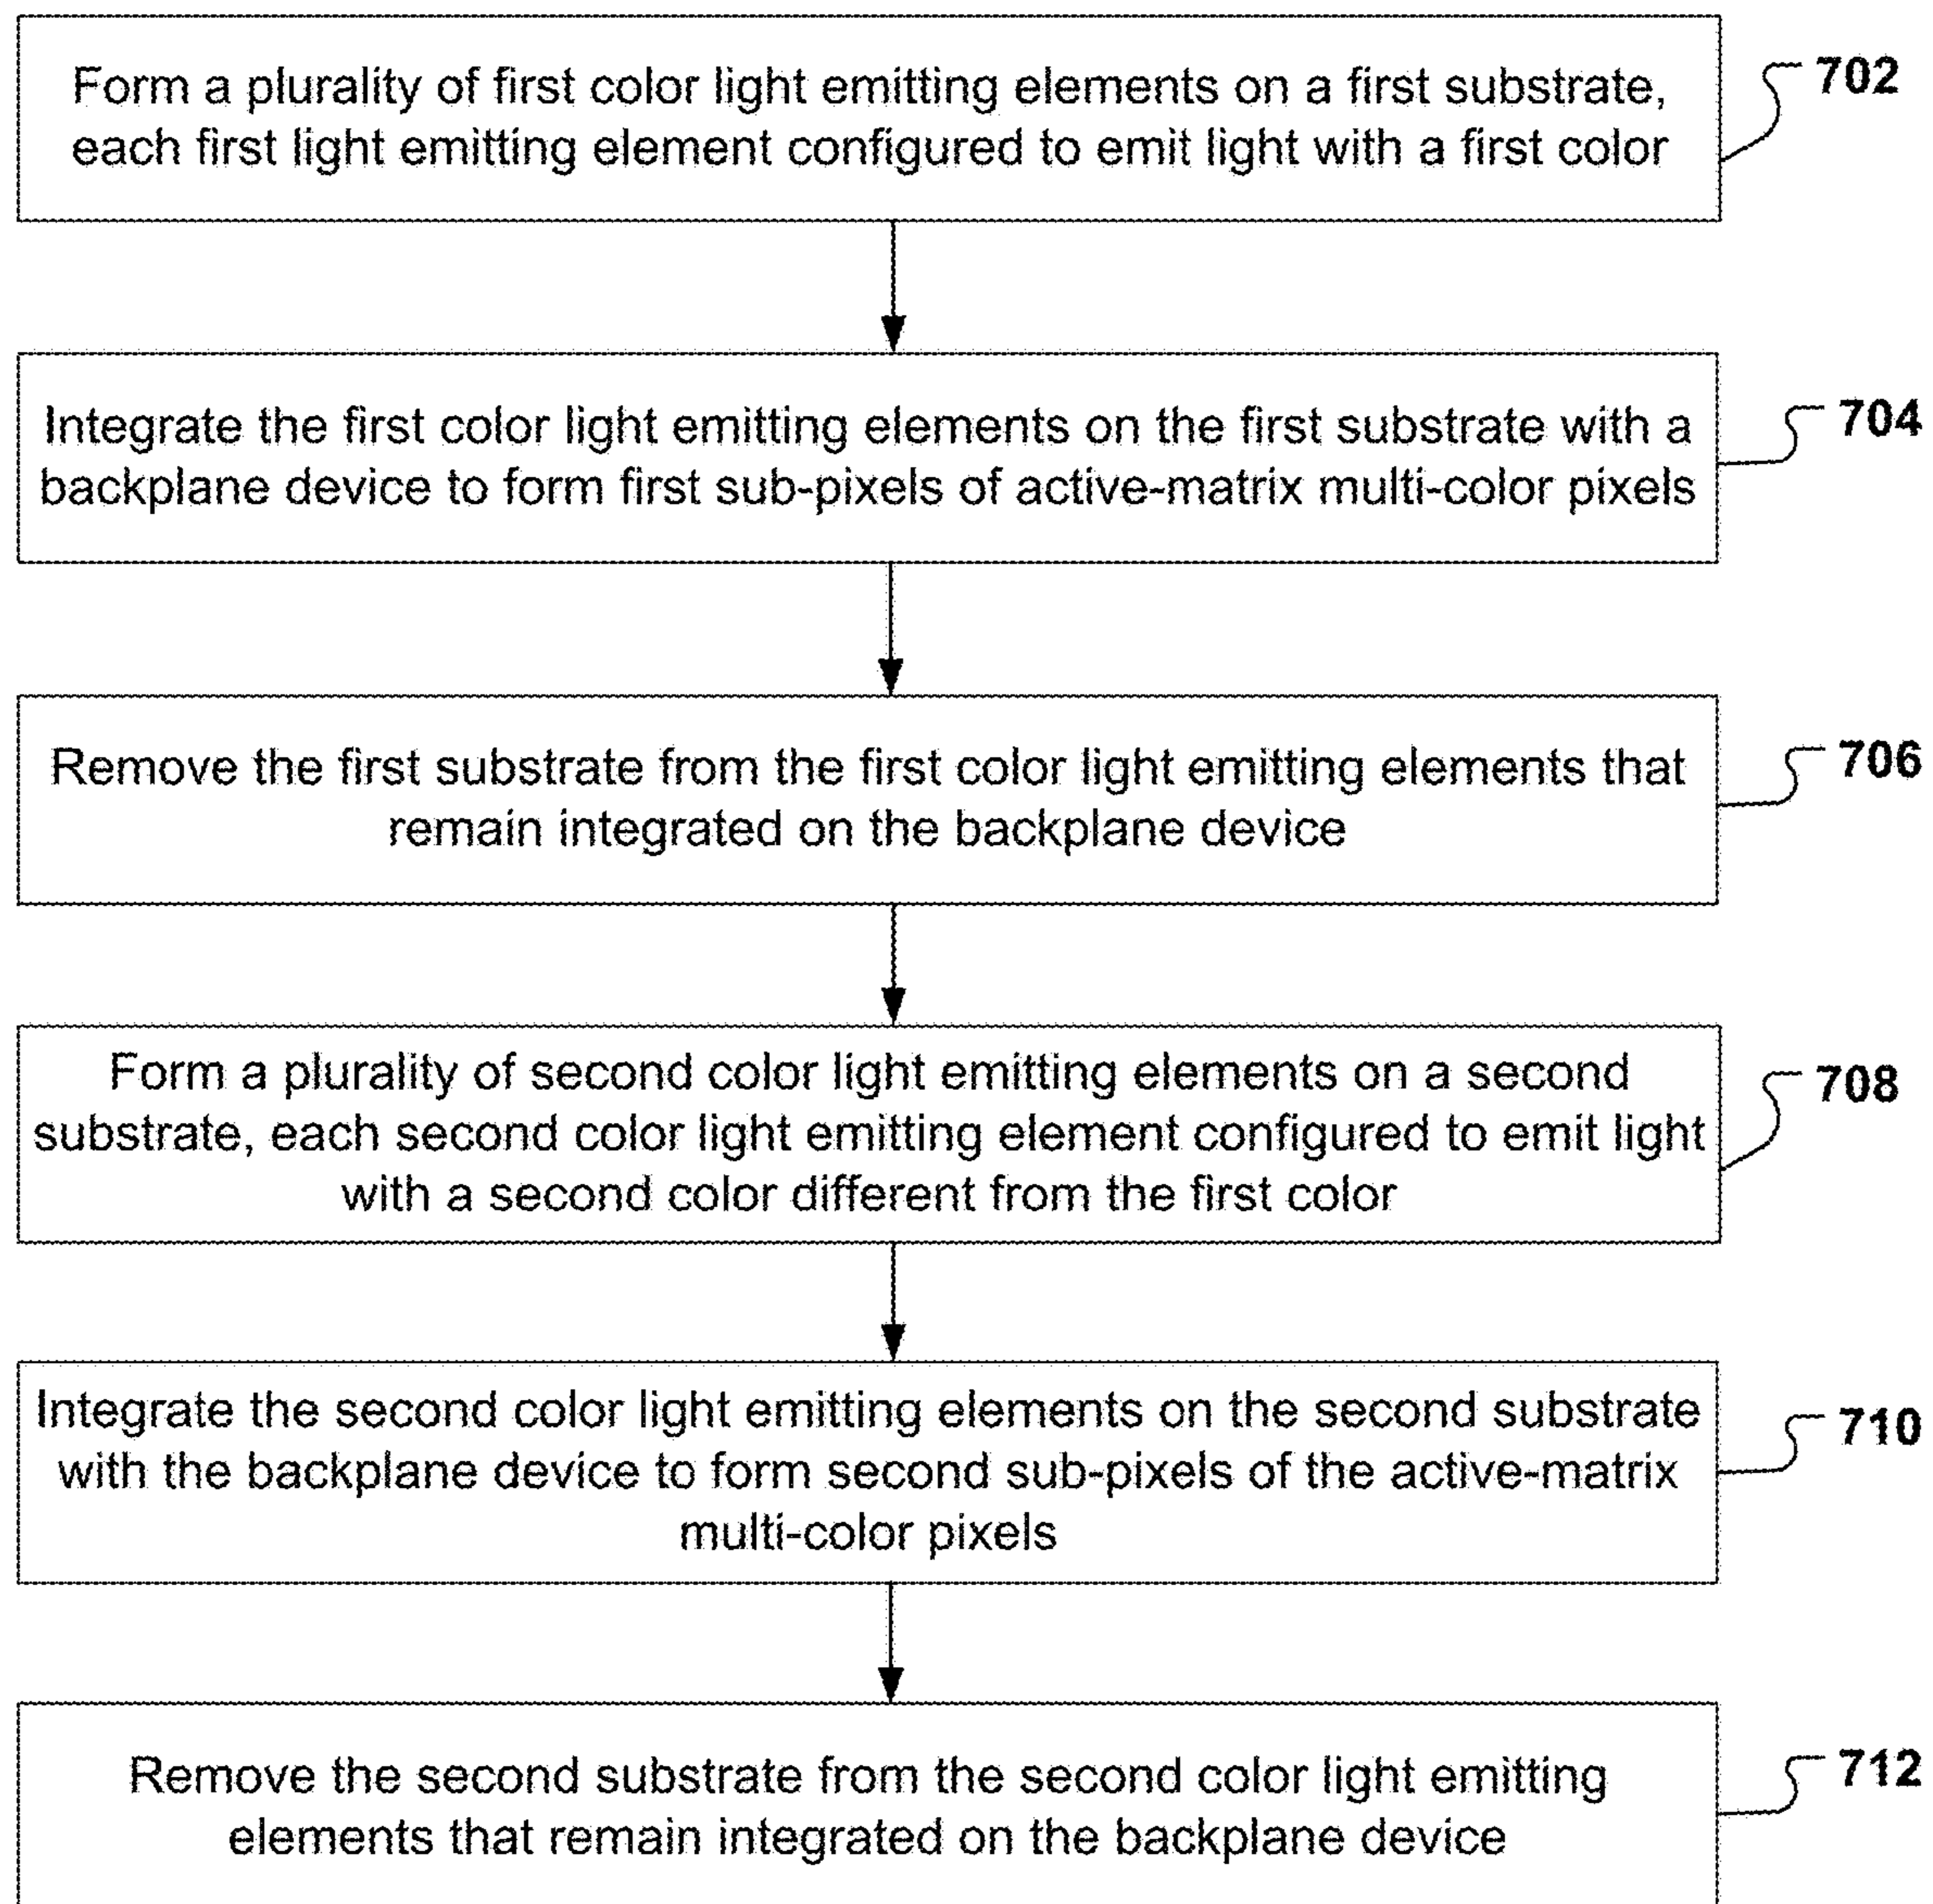 Form a plurality of first color light emitting elements on a first substrate,
each first light emitting element configured to emit light with a first color
702
Integrate the first color light emitting elements on the first substrate with a
backplane device to form first sub-pixels of active-matrix multi-color pixels
704
Remove the first substrate from the first color light emitting elements that
remain integrated on the backplane device
706
Form a plurality of second color light emitting elements on a second
substrate, each second color light emitting element configured to emit light
with a second color different from the first color
708
Integrate the second color light emitting elements on the second substrate
with the backplane device to form second sub-pixels of the active-matrix
multi-color pixels
710
Remove the second substrate from the second color light emitting
elements that remain integrated on the backplane device
712